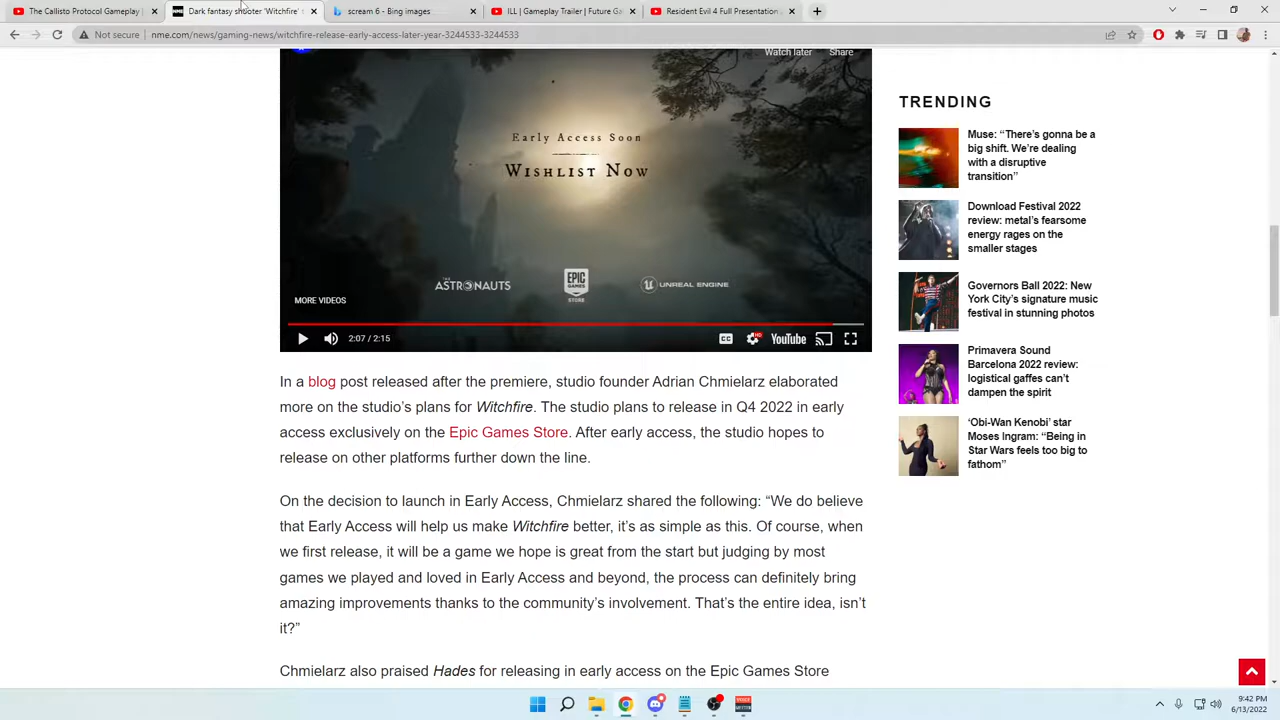 The Callisto Protocol Gameplay |
Dark fantasy shooter 'Witchfire'
scream 6 - Bing images
ILL | Gameplay Trailer | Future Ga
Resident Evil 4 Full Presentation
Not secure | nme.com/news/gaming-news/witchfire-release-early-access-later-year-3244533-3244533
Watch later Share
Early Access Soon
Wishlist Now
THE ASTRONAUTS
EPIC GAMES STORE
UNREAL ENGINE
MORE VIDEOS
2:07 / 2:15
CC HD YouTube
In a blog post released after the premiere, studio founder Adrian Chmielarz elaborated
more on the studio's plans for Witchfire. The studio plans to release in Q4 2022 in early
access exclusively on the Epic Games Store. After early access, the studio hopes to
release on other platforms further down the line.
On the decision to launch in Early Access, Chmielarz shared the following: “We do believe
that Early Access will help us make Witchfire better, it's as simple as this. Of course, when
we first release, it will be a game we hope is great from the start but judging by most
games we played and loved in Early Access and beyond, the process can definitely bring
amazing improvements thanks to the community's involvement. That's the entire idea, isn't
it?”
Chmielarz also praised Hades for releasing in early access on the Epic Games Store
TRENDING
Muse: “There's gonna be a
big shift. We're dealing
with a disruptive
transition”
Download Festival 2022
review: metal's fearsome
energy rages on the
smaller stages
Governors Ball 2022: New
York City's signature music
festival in stunning photos
Primavera Sound
Barcelona 2022 review:
logistical gaffes can't
dampen the spirit
‘Obi-Wan Kenobi’ star
Moses Ingram: “Being in
Star Wars feels too big to
fathom”
9:42 PM
6/13/2022